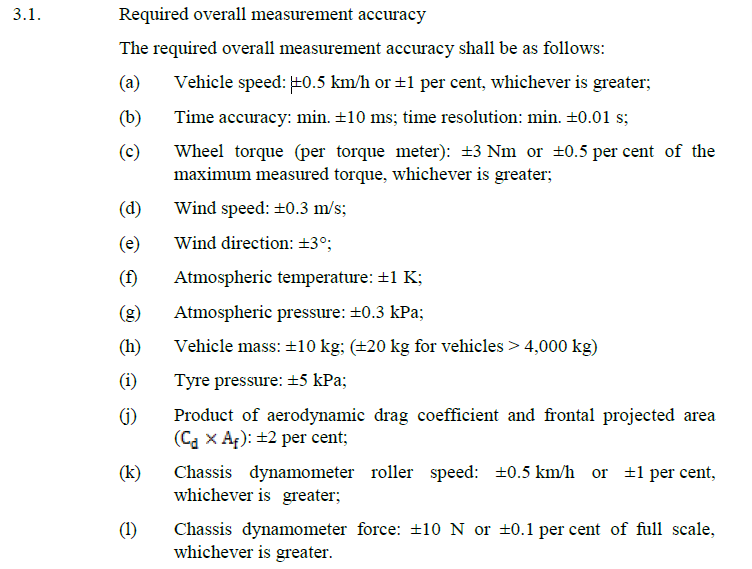 3.1. Required overall measurement accuracy
The required overall measurement accuracy shall be as follows:
(a) Vehicle speed: ±0.5 km/h or ±1 per cent, whichever is greater;
(b) Time accuracy: min. ±10 ms; time resolution: min. ±0.01 s;
(c) Wheel torque (per torque meter): ±3 Nm or ±0.5 per cent of the
maximum measured torque, whichever is greater;
(d) Wind speed: ±0.3 m/s;
(e) Wind direction: ±3°;
(f) Atmospheric temperature: ±1 K;
(g) Atmospheric pressure: ±0.3 kPa;
(h) Vehicle mass: ±10 kg; (±20 kg for vehicles > 4,000 kg)
(i) Tyre pressure: ±5 kPa;
(j) Product of aerodynamic drag coefficient and frontal projected area
(Cd × Af): ±2 per cent;
(k) Chassis dynamometer roller speed: ±0.5 km/h or ±1 per cent,
whichever is greater;
(l) Chassis dynamometer force: ±10 N or ±0.1 per cent of full scale,
whichever is greater.